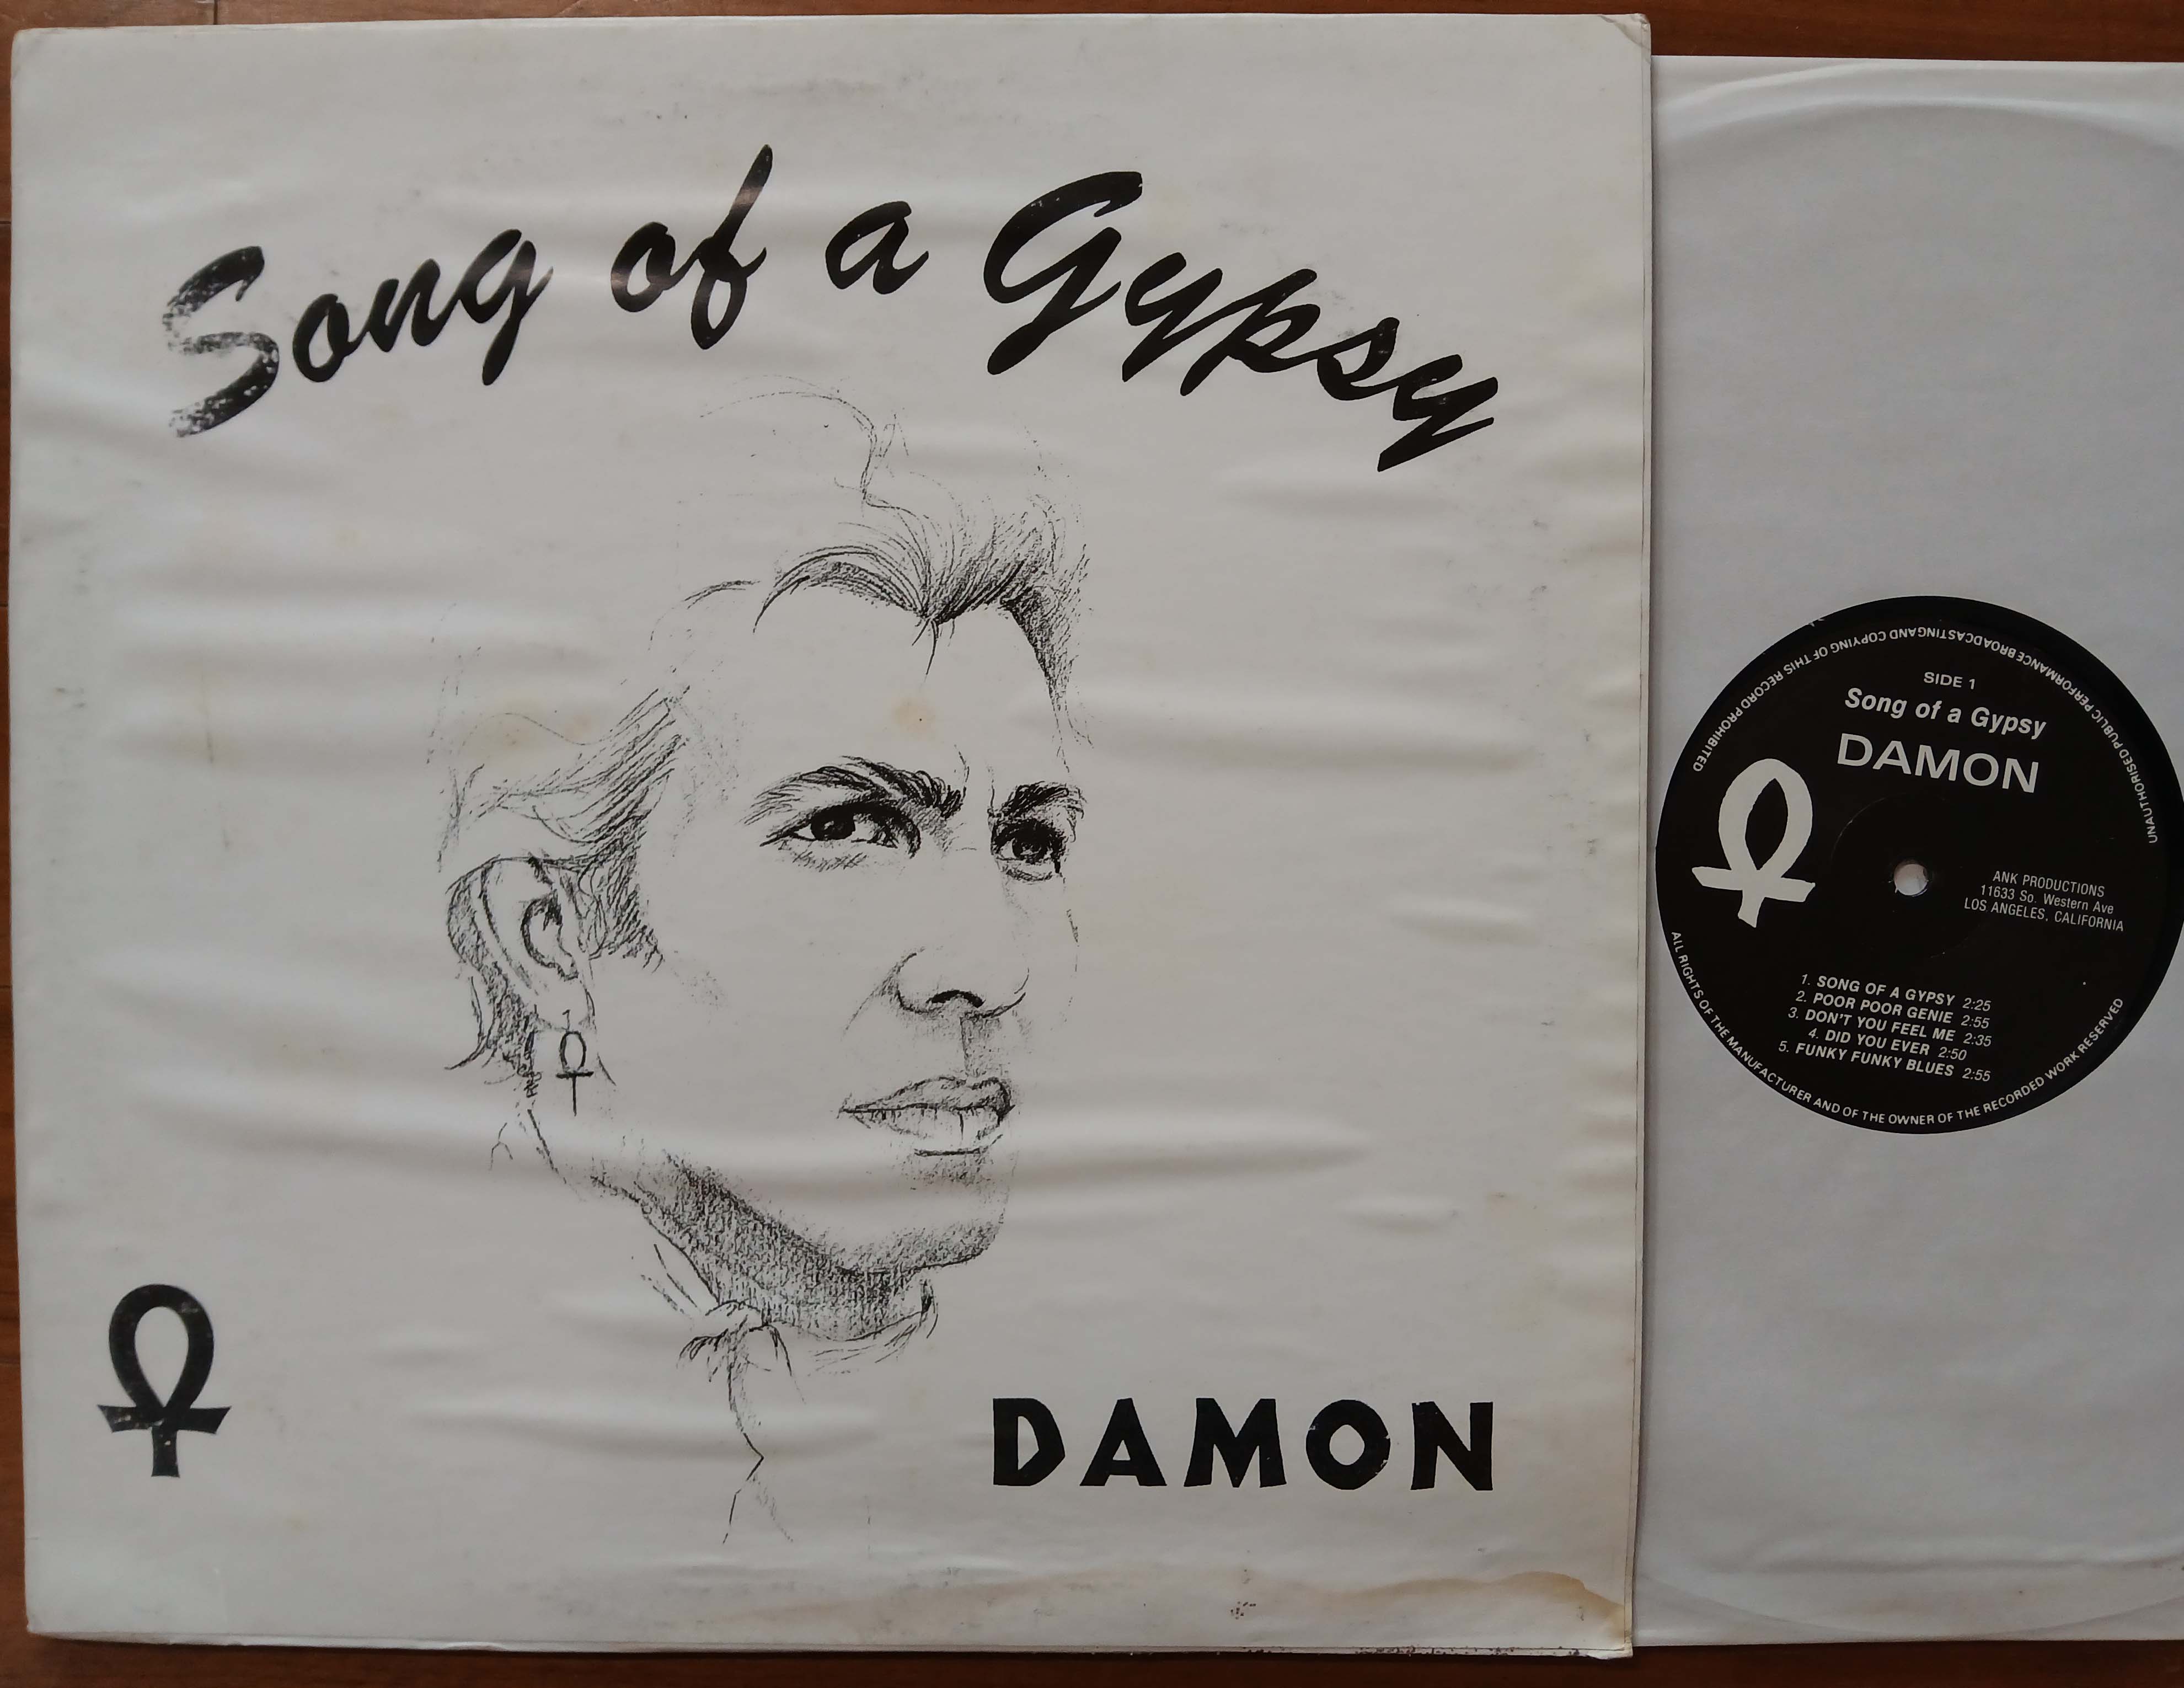 Song of a Gypsy
DAMON
UNAUTHORISED PUBLIC PERFORMANCE BROADCASTING AND COPYING OF THIS RECORD PROHIBITED
SIDE 1
Song of a Gypsy
DAMON
ANK PRODUCTIONS
11633 So. Western Ave
LOS ANGELES, CALIFORNIA
1. SONG OF A GYPSY 2:25
2. POOR POOR GENIE 2:55
3. DON'T YOU FEEL ME 2:35
4. DID YOU EVER 2:50
5. FUNKY FUNKY BLUES 2:55
ALL RIGHTS OF THE MANUFACTURER AND OF THE OWNER OF THE RECORDED WORK RESERVED